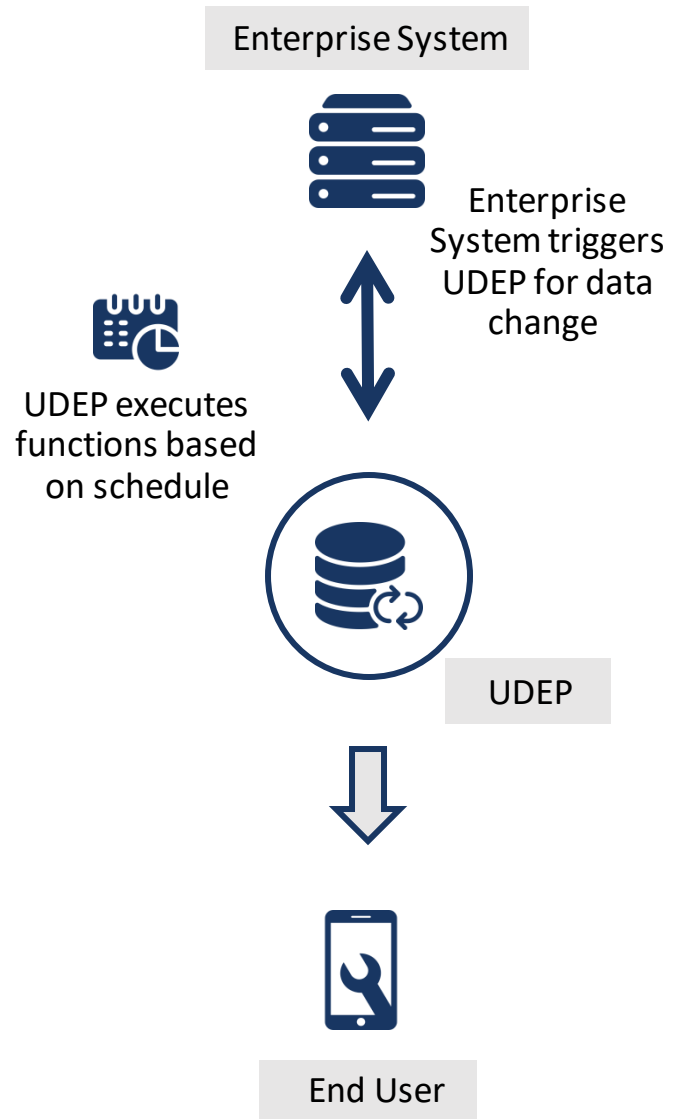 Enterprise System
Enterprise
System triggers
UDEP for data
change
UDEP executes
functions based
on schedule
UDEP
End User